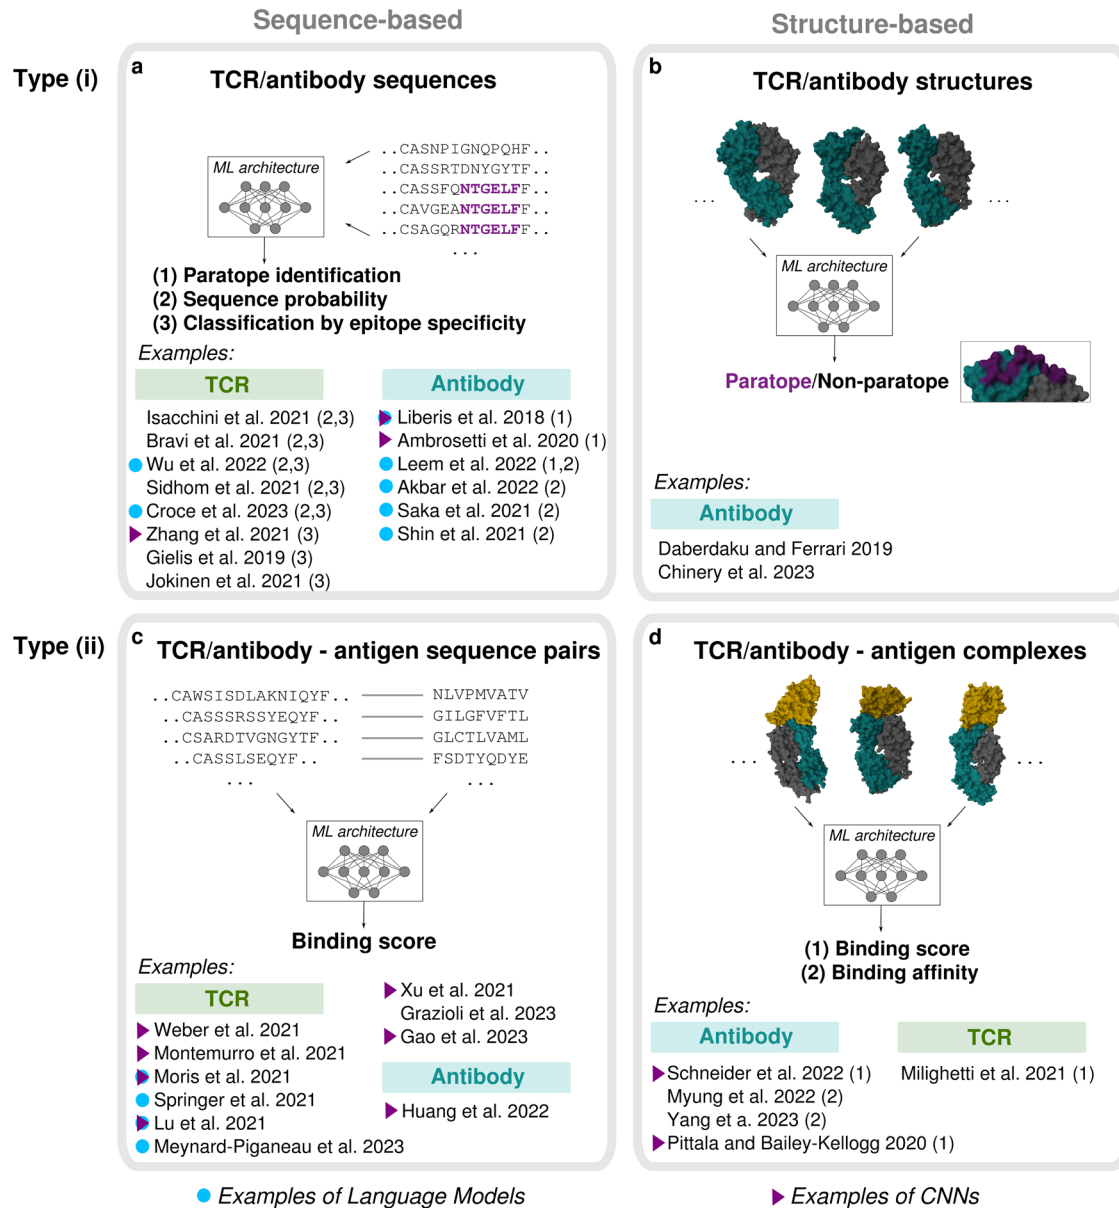 Sequence-based
Structure-based
Type (i)
a
TCR/antibody sequences
ML architecture
..CASNPIGNQPQHF..
..CASSRTDNYGYTF..
..CASSFQNTGELFF..
..CAVGEANTGELFF..
..CSAGQRNTGELFF..
...
(1) Paratope identification
(2) Sequence probability
(3) Classification by epitope specificity
Examples:
TCR
Isacchini et al. 2021 (2,3)
Bravi et al. 2021 (2,3)
Wu et al. 2022 (2,3)
Sidhom et al. 2021 (2,3)
Croce et al. 2023 (2,3)
Zhang et al. 2021 (3)
Gielis et al. 2019 (3)
Jokinen et al. 2021 (3)
Antibody
Liberis et al. 2018 (1)
Ambrosetti et al. 2020 (1)
Leem et al. 2022 (1,2)
Akbar et al. 2022 (2)
Saka et al. 2021 (2)
Shin et al. 2021 (2)
b
TCR/antibody structures
...
...
ML architecture
Paratope/Non-paratope
Examples:
Antibody
Daberdaku and Ferrari 2019
Chinery et al. 2023
Type (ii)
c
TCR/antibody - antigen sequence pairs
..CAWSISDLAKNIQYF.. NLVPMVATV
..CASSSRSSYEQYF.. GILGFVFTL
..CSARDTVGNGYTF.. GLCTLVAML
..CASSLSEQYF.. FSDTYQDYE
... ...
ML architecture
Binding score
Examples:
TCR
Weber et al. 2021
Montemurro et al. 2021
Moris et al. 2021
Springer et al. 2021
Lu et al. 2021
Meynard-Piganeau et al. 2023
Xu et al. 2021
Grazioli et al. 2023
Gao et al. 2023
Antibody
Huang et al. 2022
d
TCR/antibody - antigen complexes
...
...
ML architecture
(1) Binding score
(2) Binding affinity
Examples:
Antibody
Schneider et al. 2022 (1)
Myung et al. 2022 (2)
Yang et a. 2023 (2)
Pittala and Bailey-Kellogg 2020 (1)
TCR
Milighetti et al. 2021 (1)
Examples of Language Models
Examples of CNNs